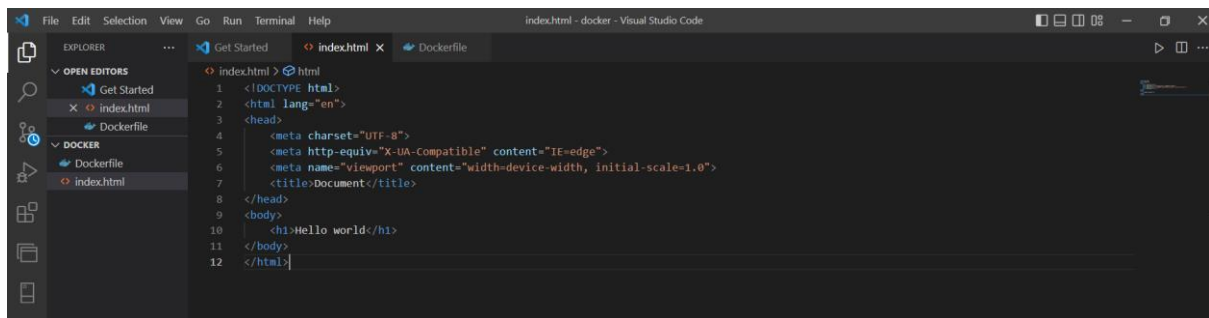 File Edit Selection View Go Run Terminal Help
index.html - docker - Visual Studio Code
EXPLORER
OPEN EDITORS
Get Started
index.html
Dockerfile
DOCKER
Dockerfile
index.html
Get Started index.html Dockerfile
index.html > html
1 <!DOCTYPE html>
2 <html lang="en">
3 <head>
4 <meta charset="UTF-8">
5 <meta http-equiv="X-UA-Compatible" content="IE=edge">
6 <meta name="viewport" content="width=device-width, initial-scale=1.0">
7 <title>Document</title>
8 </head>
9 <body>
10 <h1>Hello world</h1>
11 </body>
12 </html>